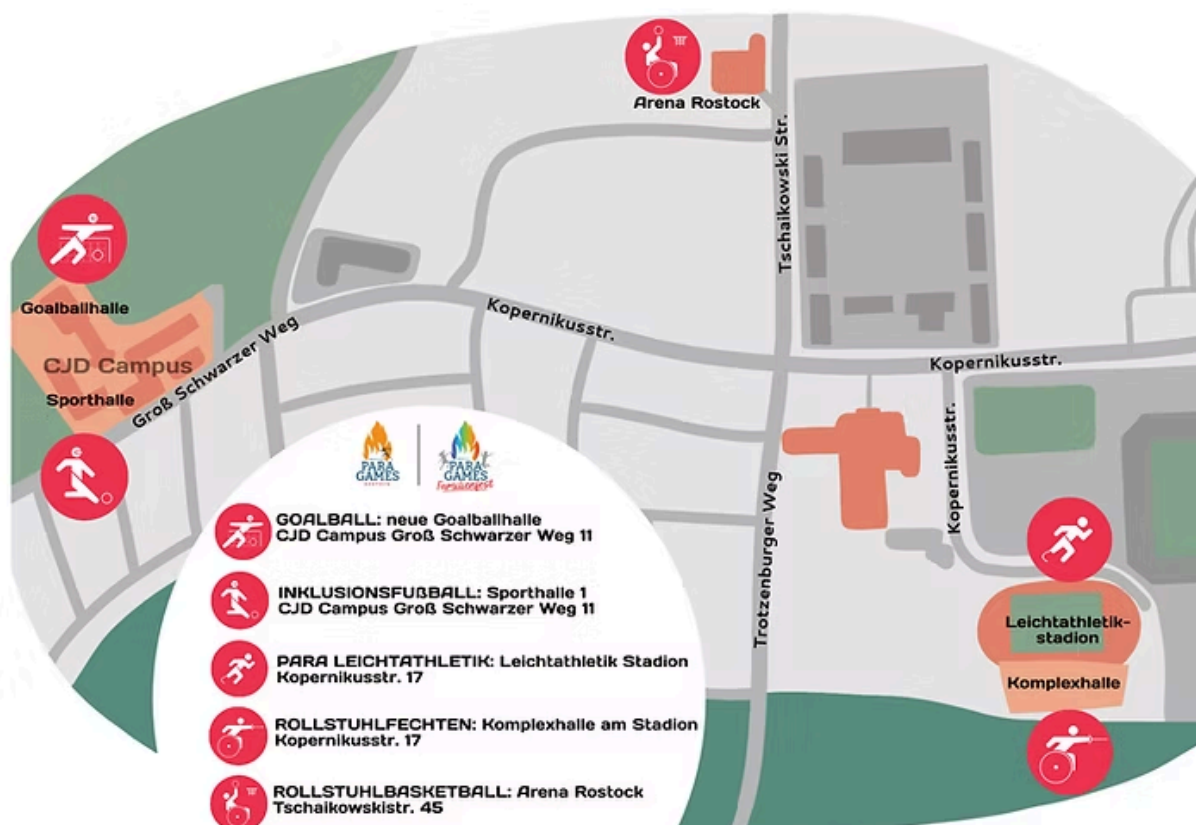 Arena Rostock
Tschaikowski Str.
Goalballhalle
CJD Campus
Sporthalle
Groß Schwarzer Weg
Kopernikusstr.
Kopernikusstr.
Kopernikusstr.
Trotzenburger Weg
Leichtathletik-
stadion
Komplexhalle
PARA
GAMES
ROSTOCK
PARA
GAMES
Familienfest
GOALBALL: neue Goalballhalle
CJD Campus Groß Schwarzer Weg 11
INKLUSIONSFUßBALL: Sporthalle 1
CJD Campus Groß Schwarzer Weg 11
PARA LEICHTATHLETIK: Leichtathletik Stadion
Kopernikusstr. 17
ROLLSTUHLFECHTEN: Komplexhalle am Stadion
Kopernikusstr. 17
ROLLSTUHLBASKETBALL: Arena Rostock
Tschaikowskistr. 45